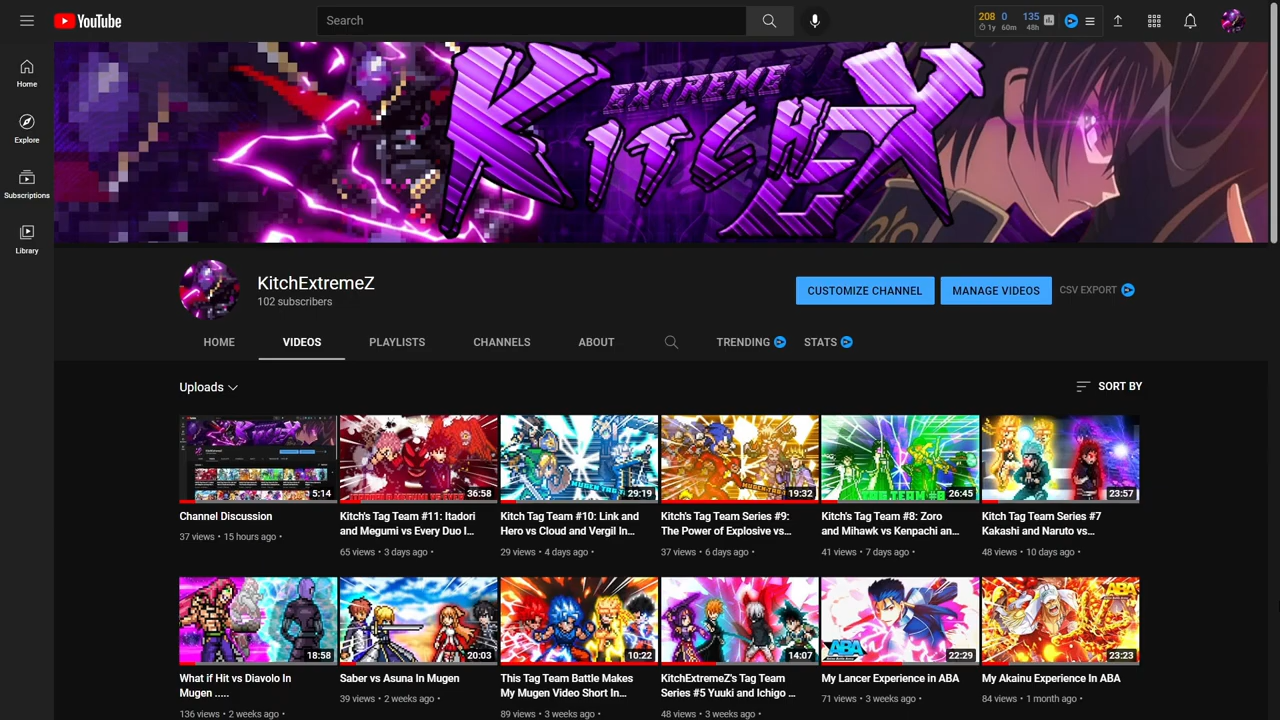 YouTube
Search
208 0 135
1y 60m 48h
Home
Explore
Subscriptions
Library
EXTREME
KITCH EX
KitchExtremeZ
102 subscribers
CUSTOMIZE CHANNEL
MANAGE VIDEOS
CSV EXPORT
HOME
VIDEOS
PLAYLISTS
CHANNELS
ABOUT
TRENDING
STATS
Uploads
SORT BY
5:14
36:58
29:19
19:32
TAG TEAM #8
26:45
23:57
Channel Discussion
37 views • 15 hours ago •
Kitch's Tag Team #11: Itadori
and Megumi vs Every Duo I...
65 views • 3 days ago •
Kitch Tag Team #10: Link and
Hero vs Cloud and Vergil In...
29 views • 4 days ago •
Kitch's Tag Team Series #9:
The Power of Explosive vs...
37 views • 6 days ago •
Kitch's Tag Team #8: Zoro
and Mihawk vs Kenpachi an...
41 views • 7 days ago •
Kitch Tag Team Series #7
Kakashi and Naruto vs...
48 views • 10 days ago •
18:58
20:03
10:22
14:07
ABA
22:29
ABA
23:23
What if Hit vs Diavolo In
Mugen .....
136 views • 2 weeks ago •
Saber vs Asuna In Mugen
39 views • 2 weeks ago •
This Tag Team Battle Makes
My Mugen Video Short In...
89 views • 3 weeks ago •
KitchExtremeZ's Tag Team
Series #5 Yuuki and Ichigo ...
48 views • 3 weeks ago •
My Lancer Experience in ABA
71 views • 3 weeks ago •
My Akainu Experience In ABA
84 views • 1 month ago •